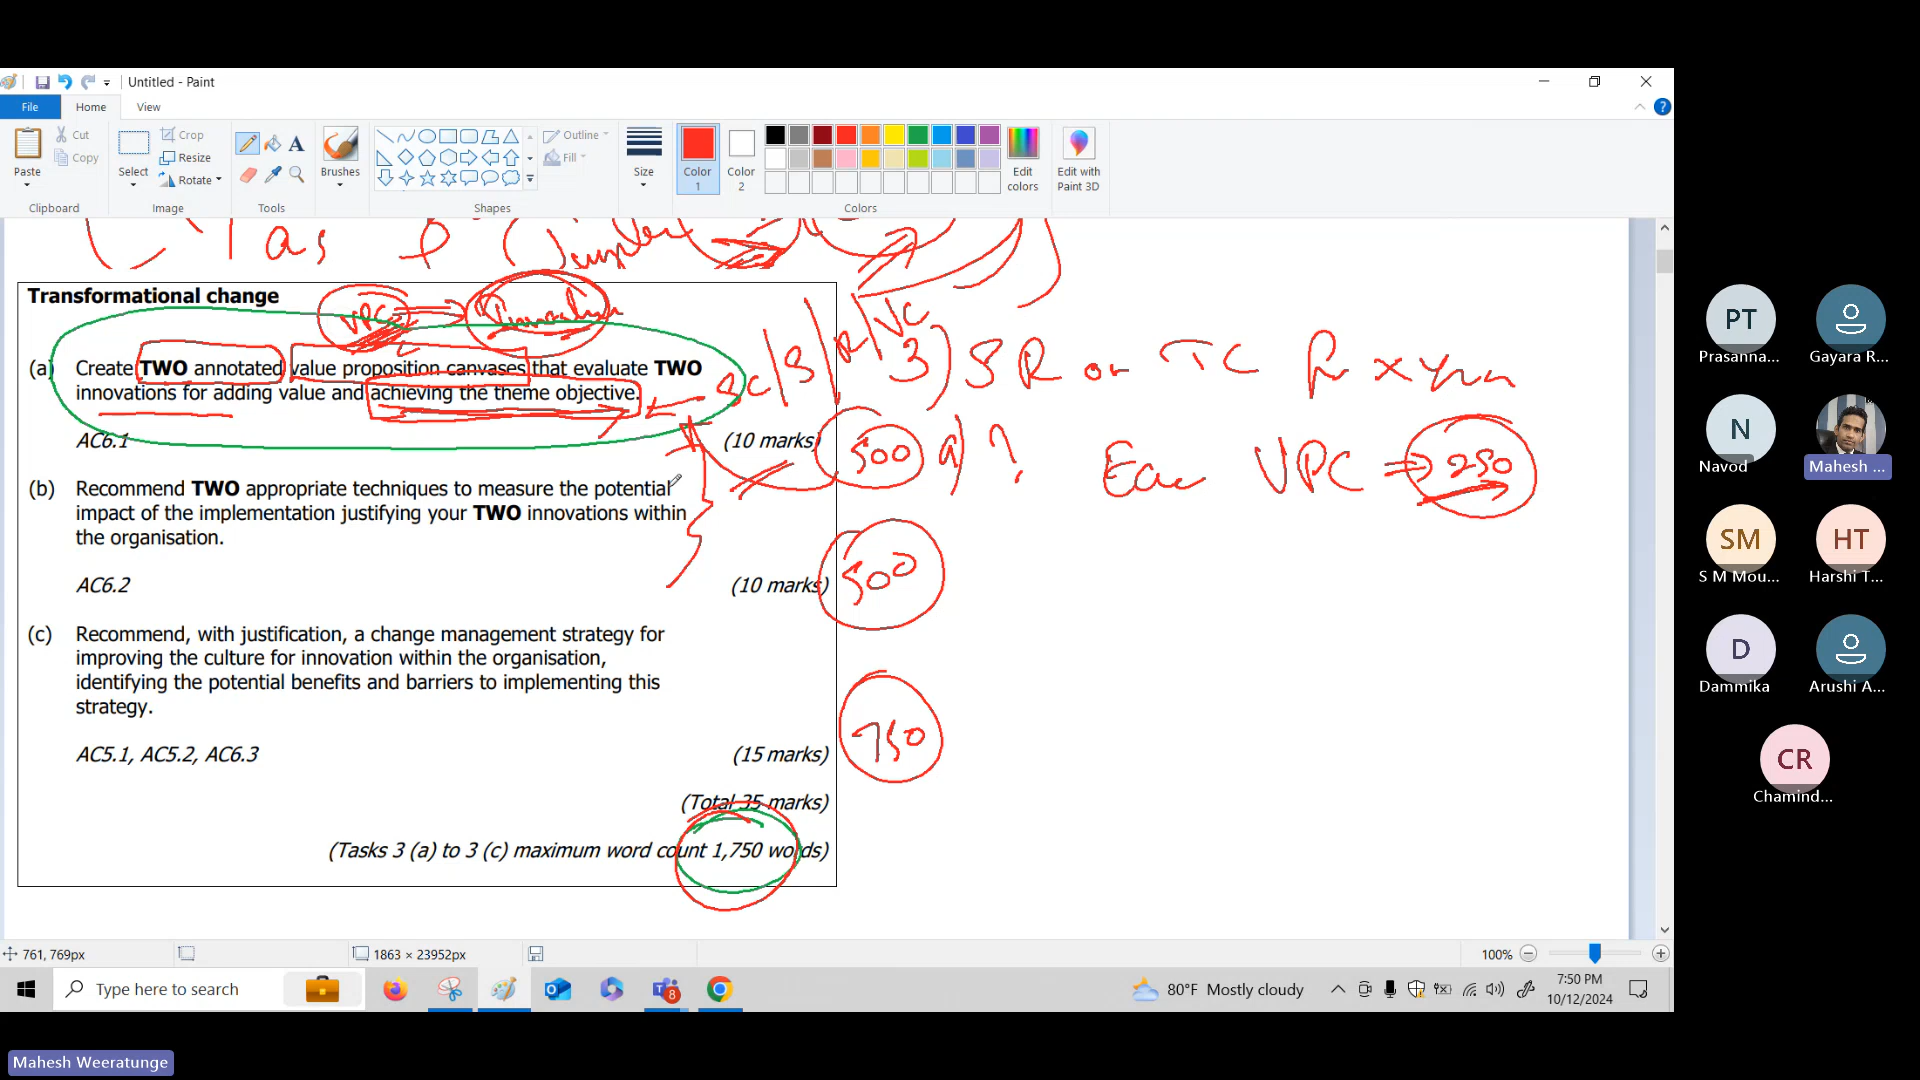 Untitled - Paint
File Home View
Paste
Cut
Copy
Clipboard
Select
Crop
Resize
Rotate
Image
Tools
Brushes
Shapes
Outline
Fill
Size
Color 1
Color 2
Edit colors
Edit with Paint 3D
Colors
Transformational change
VPC
(a) Create TWO annotated value proposition canvases that evaluate TWO
innovations for adding value and achieving the theme objective.
AC6.1 (10 marks)
SC S R VC
3) S R on TC
500 a) ?
VPC ⇒ 250
(b) Recommend TWO appropriate techniques to measure the potential
impact of the implementation justifying your TWO innovations within
the organisation.
AC6.2 (10 marks)
500
(c) Recommend, with justification, a change management strategy for
improving the culture for innovation within the organisation,
identifying the potential benefits and barriers to implementing this
strategy.
AC5.1, AC5.2, AC6.3 (15 marks)
750
(Total 35 marks)
(Tasks 3 (a) to 3 (c) maximum word count 1,750 words)
PT
Prasanna...
Gayara R...
N
Navod
Mahesh ...
SM
S M Mou...
HT
Harshi T...
D
Dammika
Arushi A...
CR
Chamind...
761, 769px
1863 × 23952px
100%
Type here to search
8
80°F Mostly cloudy
7:50 PM
10/12/2024
Mahesh Weeratunge